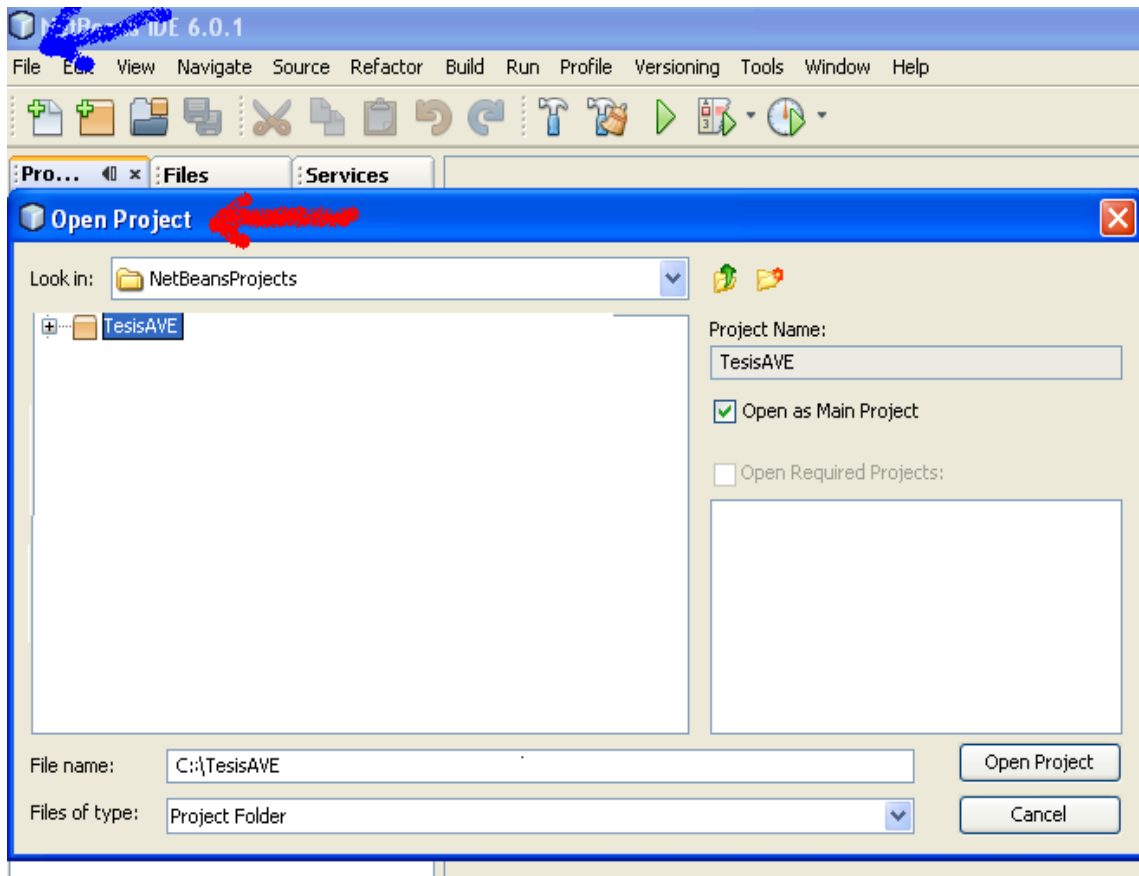 NetBeans IDE 6.0.1
File Edit View Navigate Source Refactor Build Run Profile Versioning Tools Window Help
Pro... Files Services
Open Project
Look in: NetBeansProjects
TesisAVE
Project Name:
TesisAVE
Open as Main Project
Open Required Projects:
File name: C:\TesisAVE
Open Project
Files of type: Project Folder
Cancel